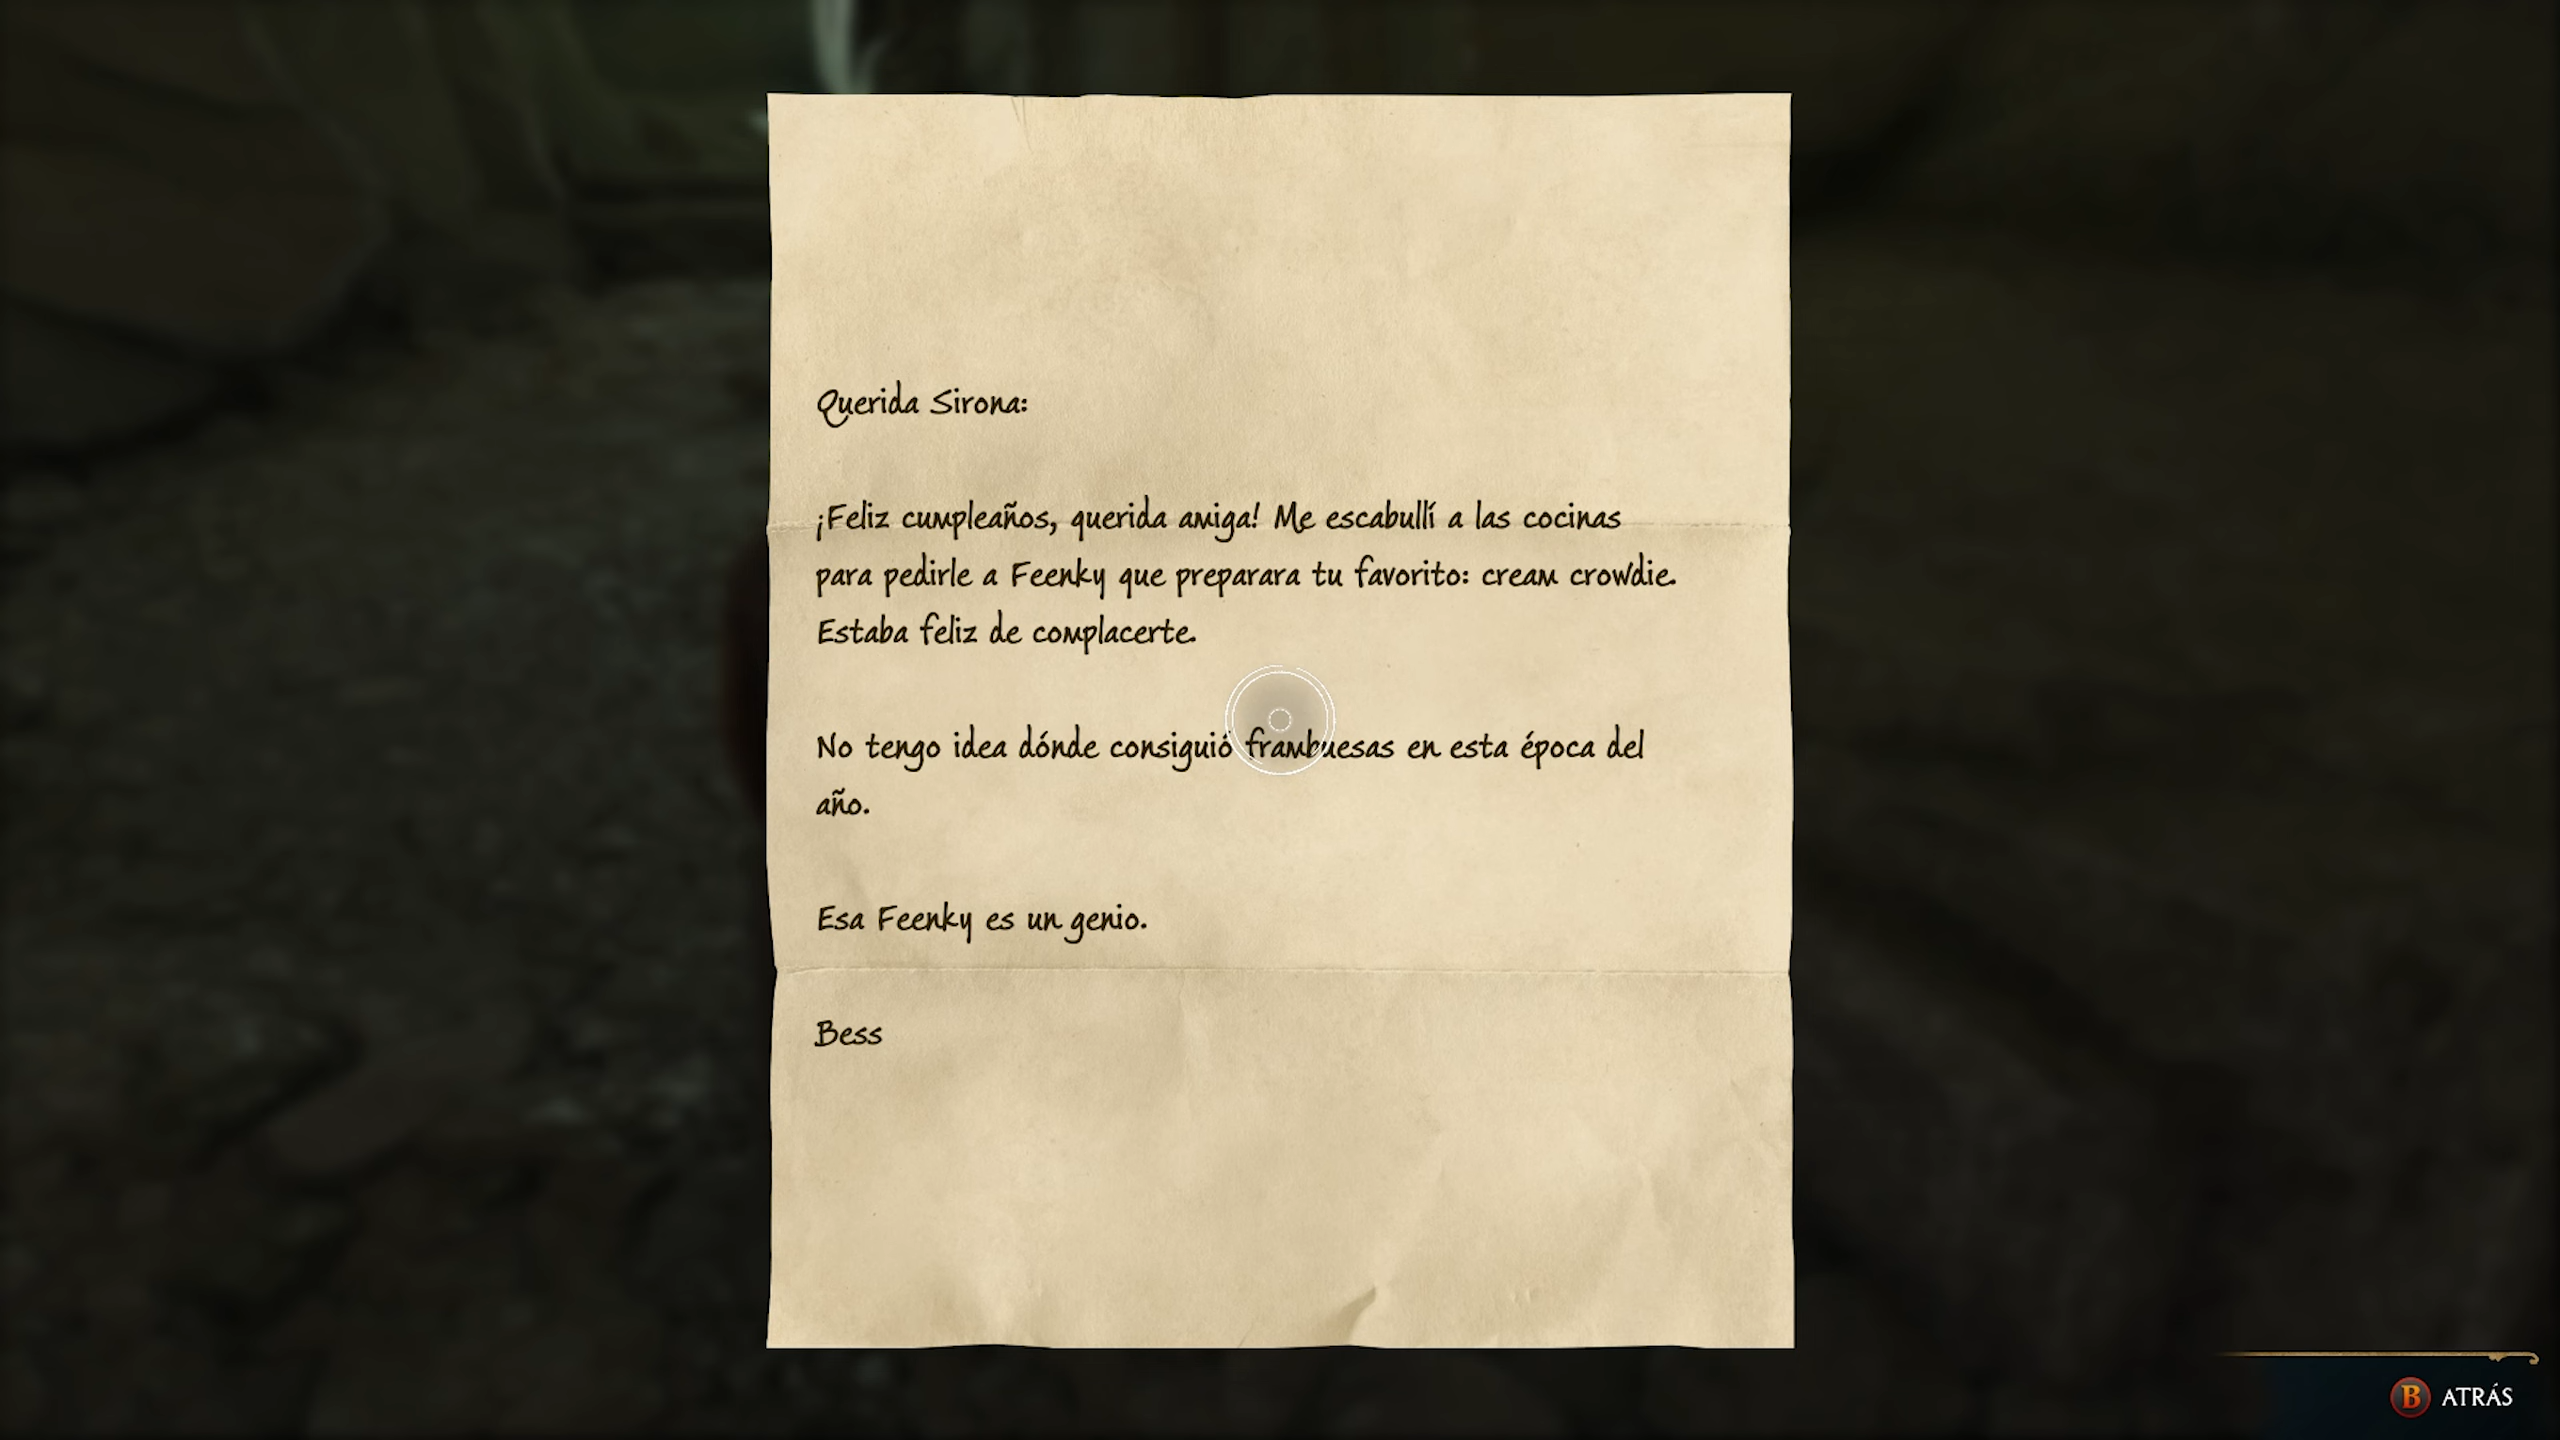 Querida Sirona:
¡Feliz cumpleaños, querida amiga! Me escabullí a las cocinas
para pedirle a Feenky que preparara tu favorito: cream crowdie.
Estaba feliz de complacerte.
No tengo idea dónde consiguió frambuesas en esta época del
año.
Esa Feenky es un genio.
Bess
B ATRÁS